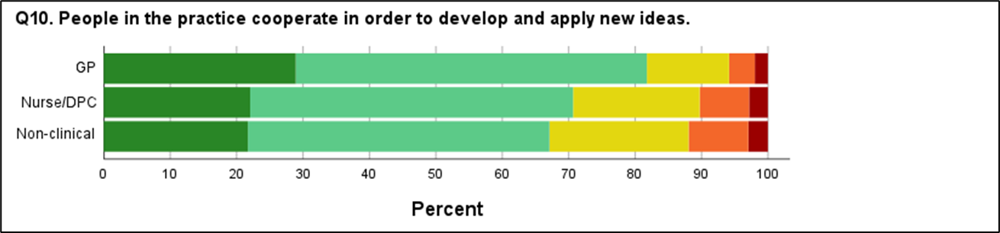 Q10. People in the practice cooperate in order to develop and apply new ideas.
GP
Nurse/DPC
Non-clinical
0 10 20 30 40 50 60 70 80 90 100
Percent